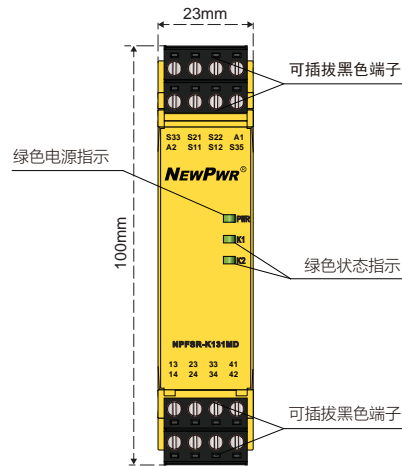 23mm
可插拔黑色端子
S33 S21 S22 A1
A2 S11 S12 S35
绿色电源指示
NEWPWR®
PWR
100mm
K1
绿色状态指示
K2
NPFSR-K131MD
13 23 33 41
14 24 34 42
可插拔黑色端子